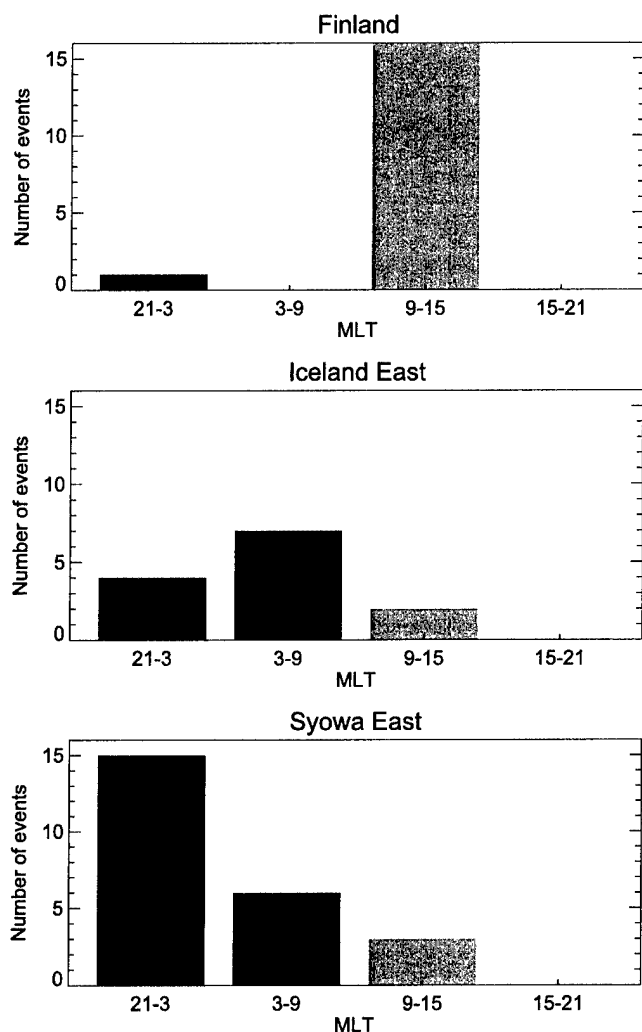 Finland
Number of events
15
10
5
0
21-3 3-9 9-15 15-21
MLT
Iceland East
Number of events
15
10
5
0
21-3 3-9 9-15 15-21
MLT
Syowa East
Number of events
15
10
5
0
21-3 3-9 9-15 15-21
MLT